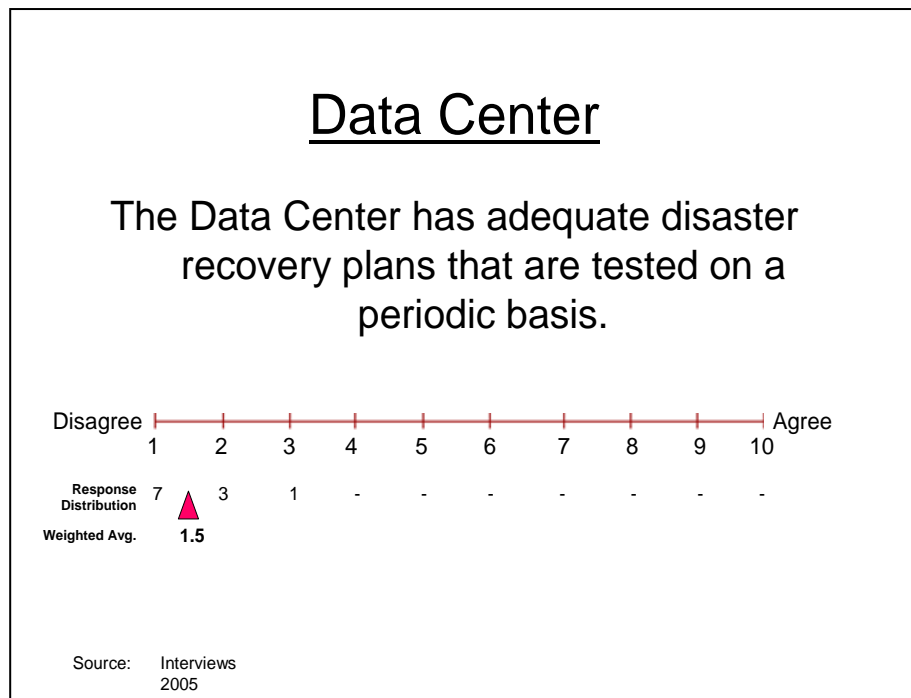 Data Center
The Data Center has adequate disaster
recovery plans that are tested on a
periodic basis.
Disagree Agree
1 2 3 4 5 6 7 8 9 10
Response
Distribution 7 3 1 - - - - - - -
Weighted Avg. 1.5
Source: Interviews
2005